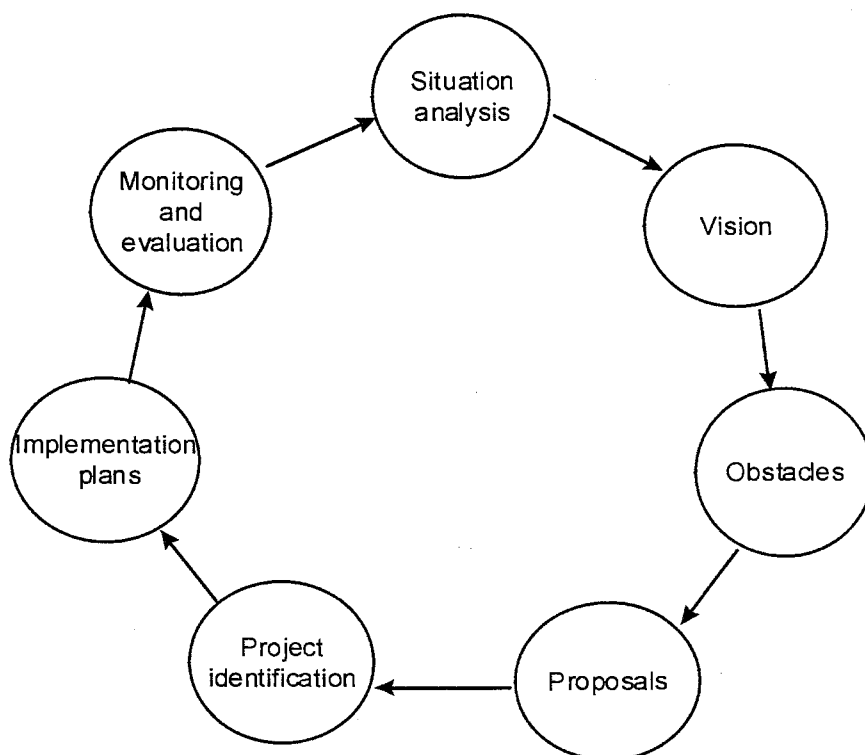 Situation
analysis
Vision
Obstacles
Proposals
Project
identification
Implementation
plans
Monitoring
and
evaluation